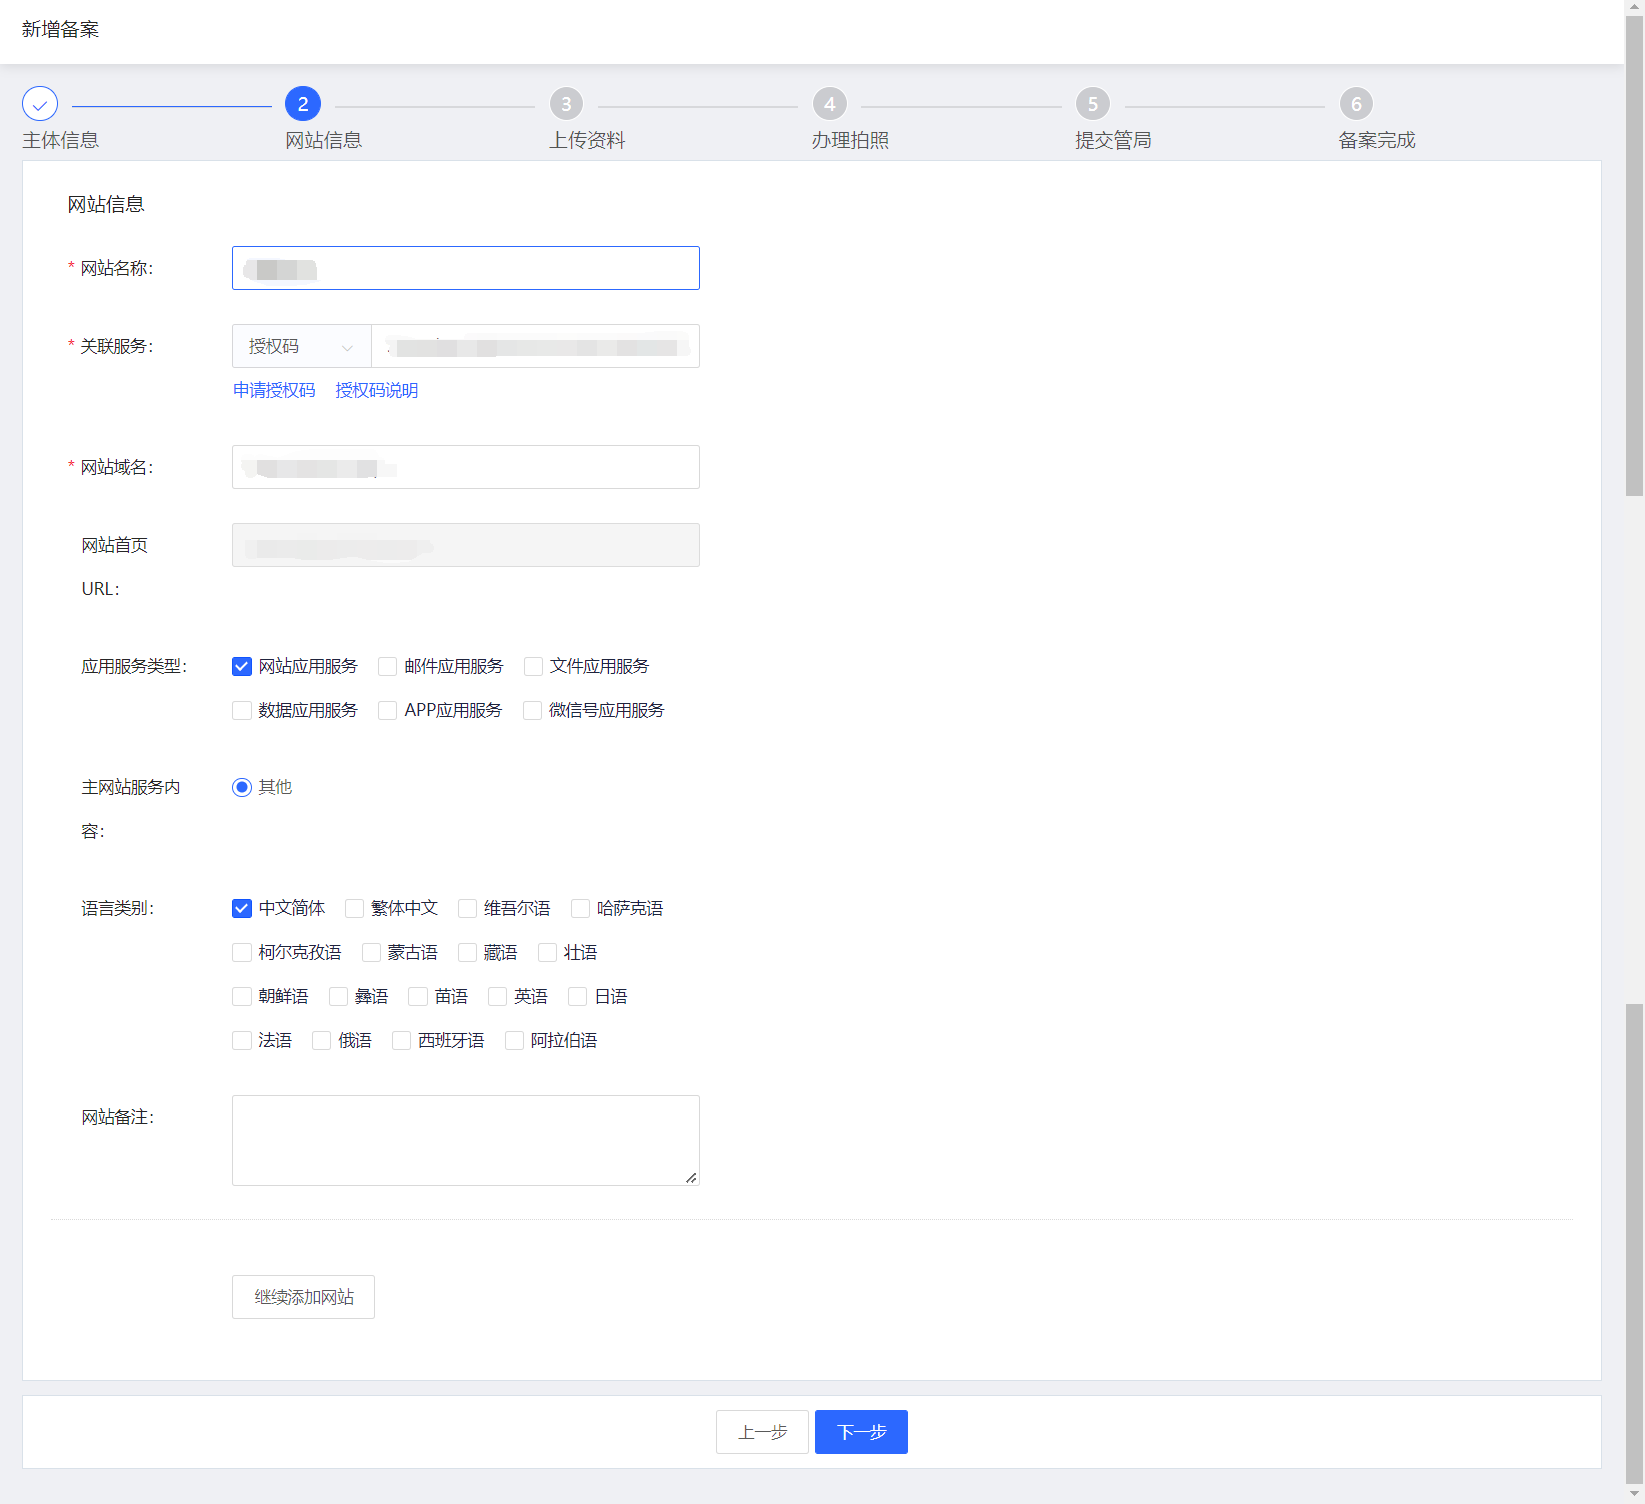 新增备案
2 3 4 5 6
主体信息 网站信息 上传资料 办理拍照 提交管局 备案完成
网站信息
* 网站名称:
* 关联服务: 授权码
申请授权码 授权码说明
* 网站域名:
网站首页
URL:
应用服务类型: 网站应用服务 邮件应用服务 文件应用服务
数据应用服务 APP应用服务 微信号应用服务
主网站服务内 其他
容:
语言类别: 中文简体 繁体中文 维吾尔语 哈萨克语
柯尔克孜语 蒙古语 藏语 壮语
朝鲜语 彝语 苗语 英语 日语
法语 俄语 西班牙语 阿拉伯语
网站备注:
继续添加网站
上一步 下一步